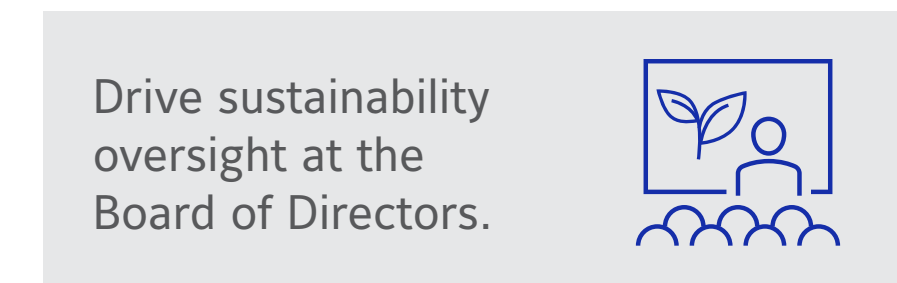 Drive sustainability
oversight at the
Board of Directors.